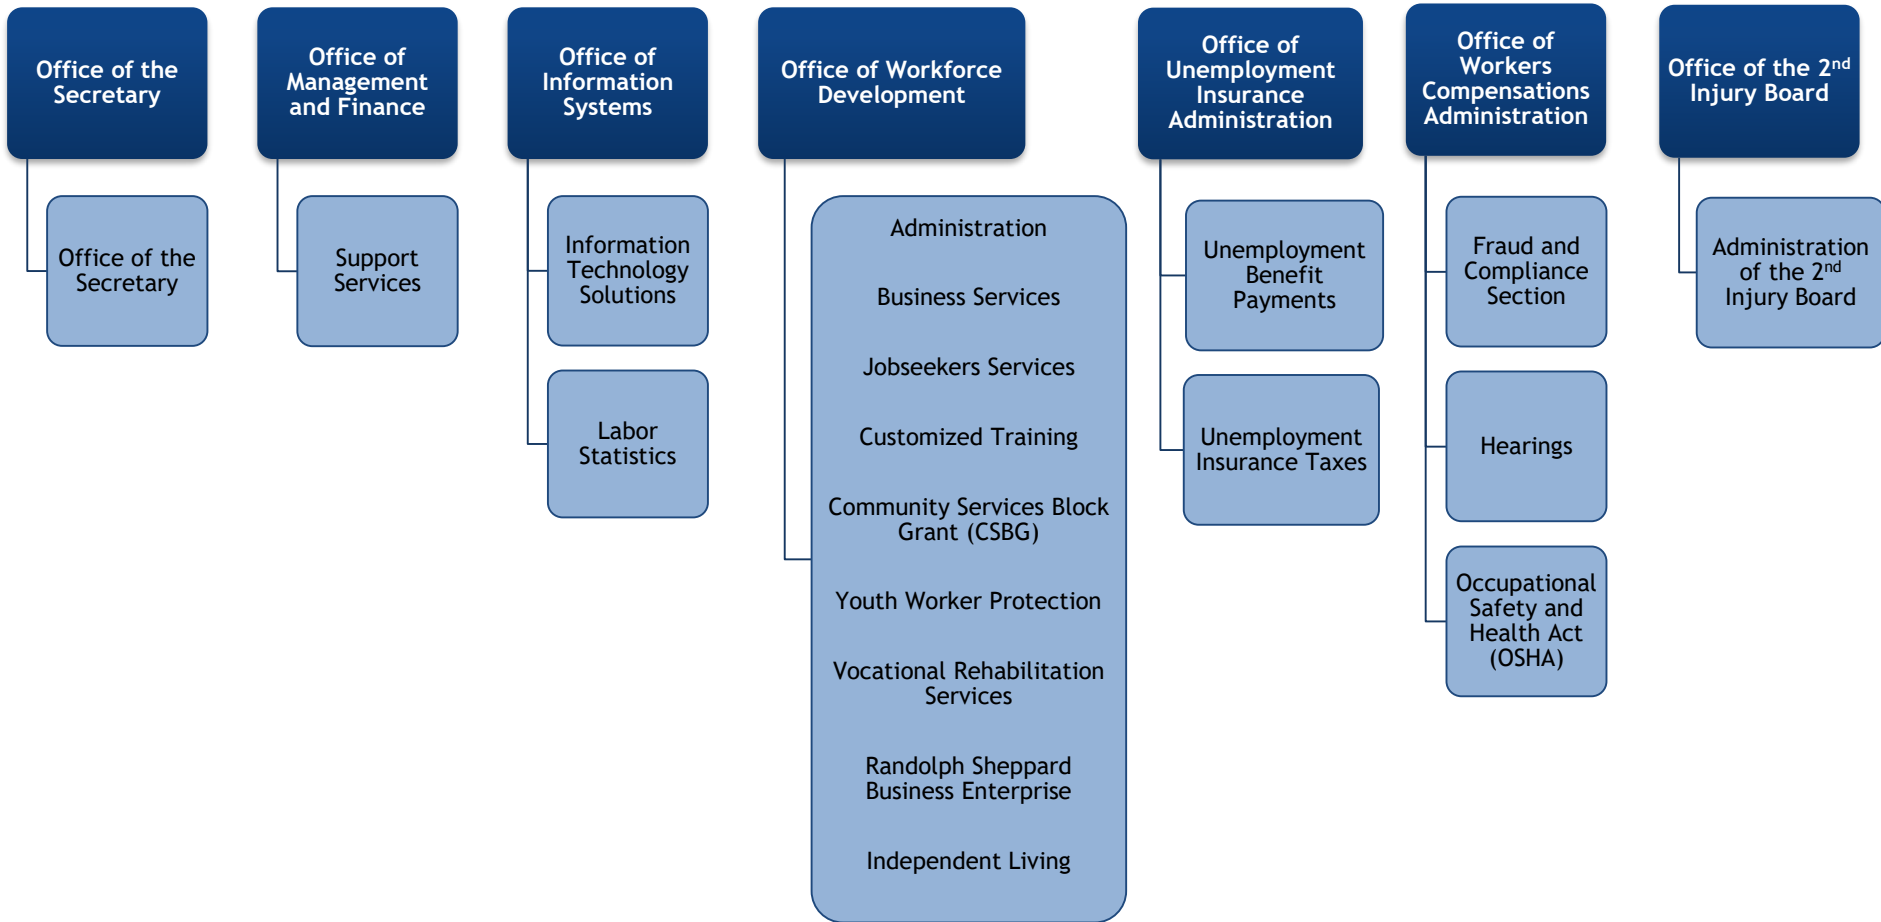 Office of the
Secretary
Office of the
Secretary
Office of
Management
and Finance
Support
Services
Office of
Information
Systems
Information
Technology
Solutions
Labor
Statistics
Office of Workforce
Development
Administration
Business Services
Jobseekers Services
Customized Training
Community Services Block
Grant (CSBG)
Youth Worker Protection
Vocational Rehabilitation
Services
Randolph Sheppard
Business Enterprise
Independent Living
Office of
Unemployment
Insurance
Administration
Unemployment
Benefit
Payments
Unemployment
Insurance Taxes
Office of
Workers
Compensations
Administration
Fraud and
Compliance
Section
Hearings
Occupational
Safety and
Health Act
(OSHA)
Office of the 2nd
Injury Board
Administration
of the 2nd
Injury Board